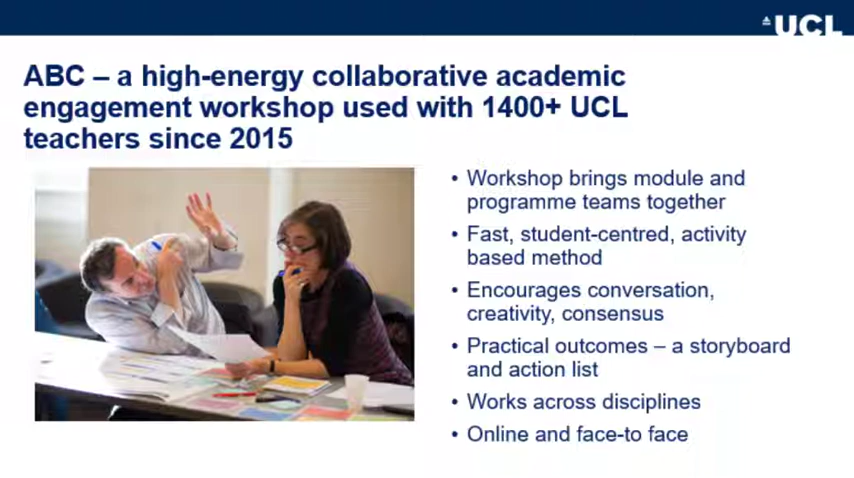 UCL
ABC – a high-energy collaborative academic
engagement workshop used with 1400+ UCL
teachers since 2015
• Workshop brings module and
programme teams together
• Fast, student-centred, activity
based method
• Encourages conversation,
creativity, consensus
• Practical outcomes – a storyboard
and action list
• Works across disciplines
• Online and face-to face